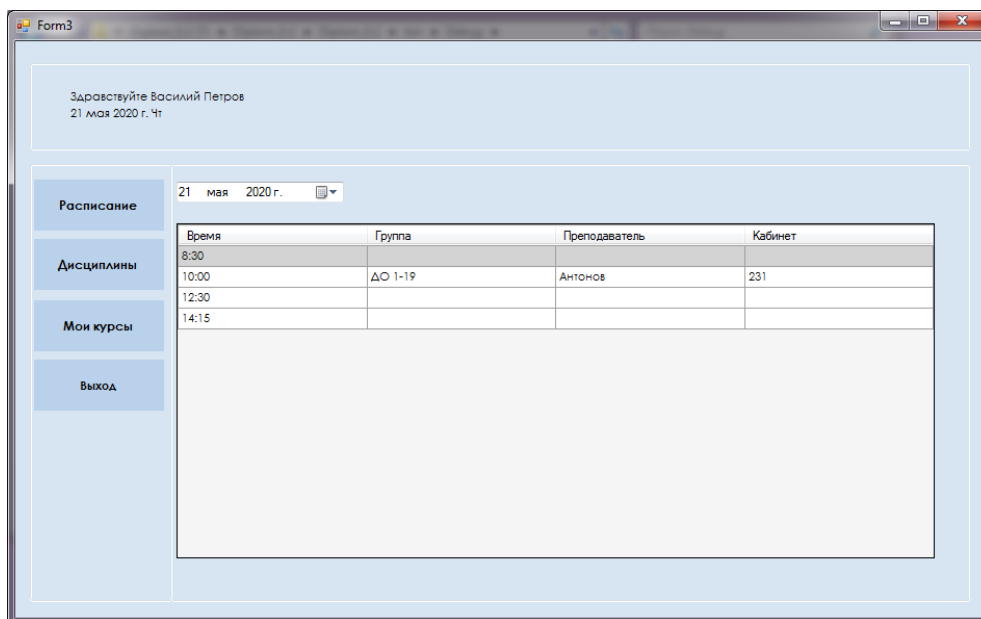 Form3
Здравствуйте Василий Петров
21 мая 2020 г. Чт
Расписание
Дисциплины
Мои курсы
Выход
21 мая 2020 г.
Время Группа Преподаватель Кабинет
8:30
10:00 ДО 1-19 Антонов 231
12:30
14:15